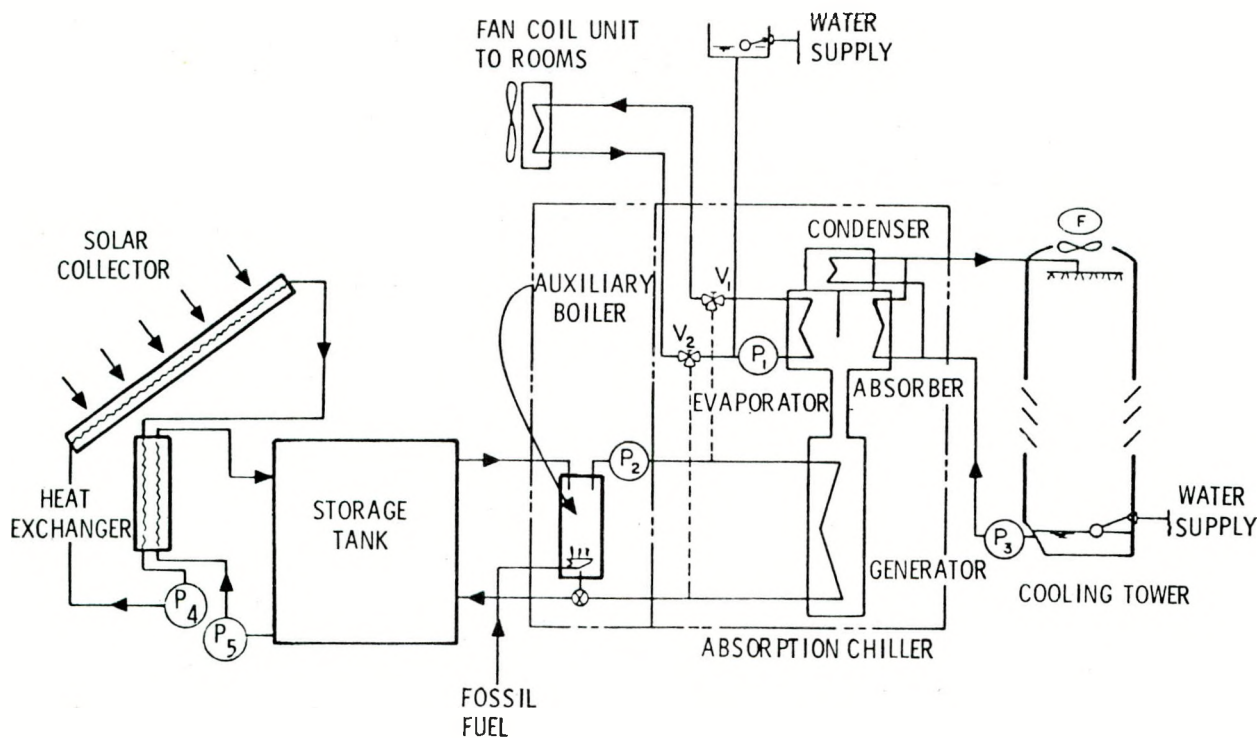 FAN COIL UNIT
TO ROOMS
WATER
SUPPLY
SOLAR
COLLECTOR
AUXILIARY
BOILER
CONDENSER
F
V1
V2
P1
EVAPORATOR
ABSORBER
P2
HEAT
EXCHANGER
STORAGE
TANK
GENERATOR
P3
WATER
SUPPLY
COOLING TOWER
P4
P5
ABSORPTION CHILLER
FOSSIL
FUEL